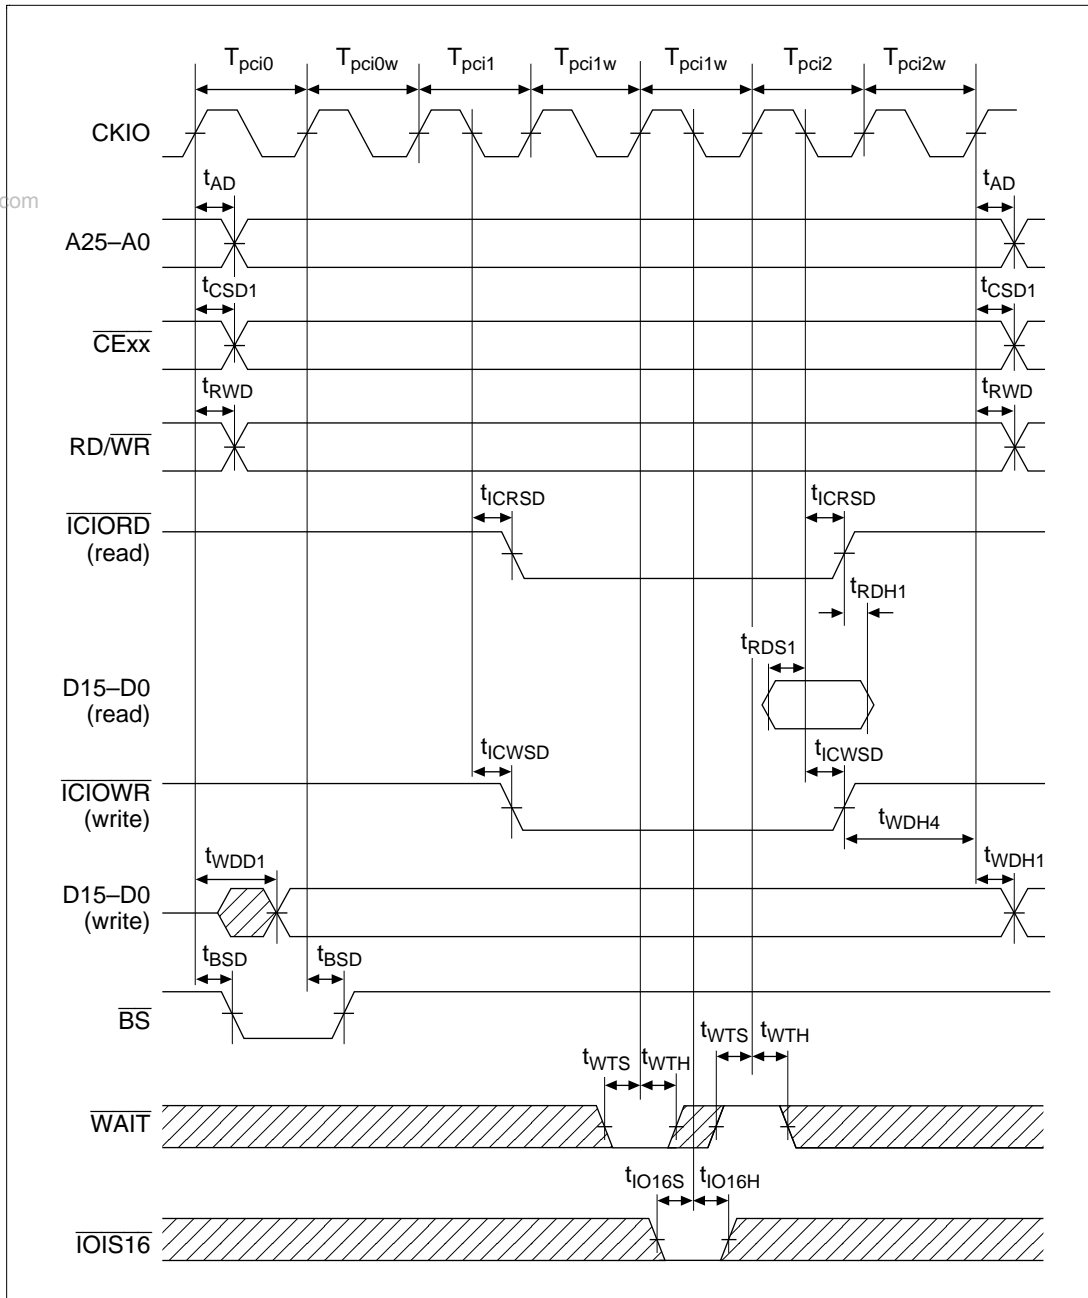 Tpci0 Tpci0w Tpci1 Tpci1w Tpci1w Tpci2 Tpci2w
CKIO
com
tAD tAD
A25–A0
tCSD1 tCSD1
CExx
tRWD tRWD
RD/WR
tICRSD tICRSD
ICIORD
(read)
tRDH1
tRDS1
D15–D0
(read)
tICWSD tICWSD
ICIOWR
(write)
tWDH4
tWDD1 tWDH1
D15–D0
(write)
tBSD tBSD
BS
tWTS tWTH tWTS tWTH
WAIT
tIO16S tIO16H
IOIS16